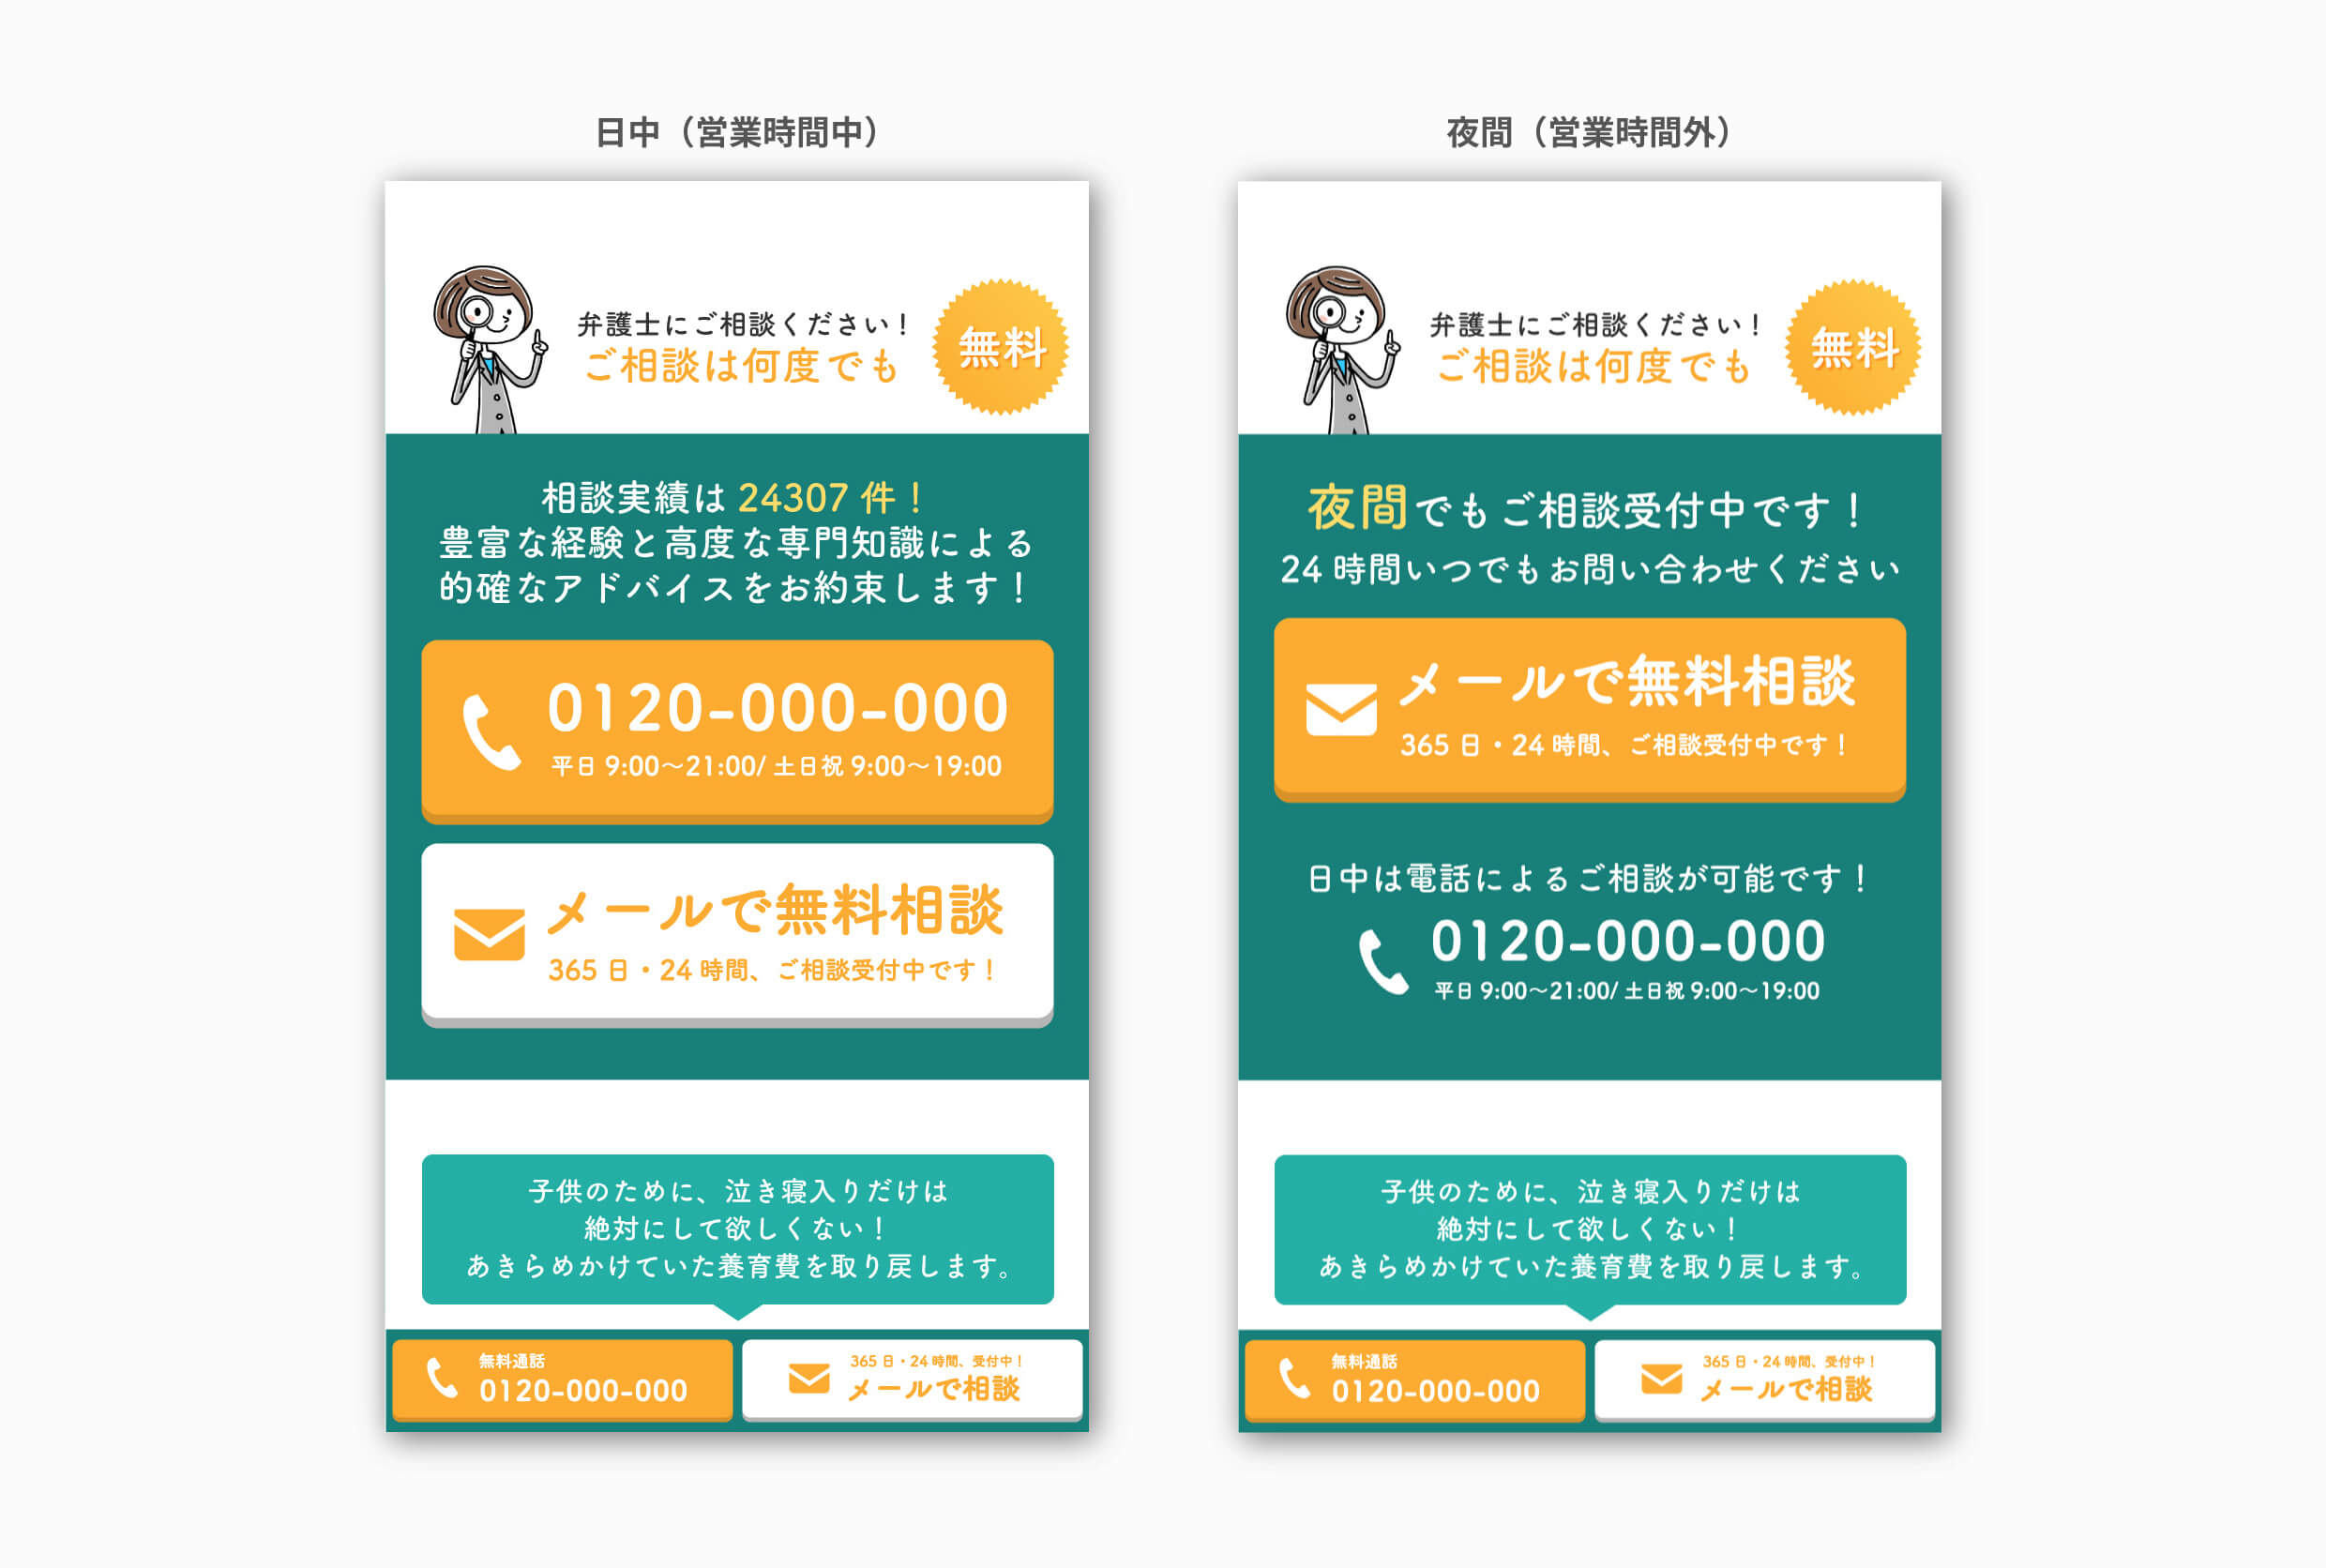 日中（営業時間中）
弁護士にご相談ください！
ご相談は何度でも
無料
相談実績は 24307 件！
豊富な経験と高度な専門知識による
的確なアドバイスをお約束します！
0120-000-000
平日 9:00〜21:00/ 土日祝 9:00〜19:00
メールで無料相談
365 日・24 時間、ご相談受付中です！
子供のために、泣き寝入りだけは
絶対にして欲しくない！
あきらめかけていた養育費を取り戻します。
無料通話
0120-000-000
365 日・24 時間、受付中！
メールで相談
夜間（営業時間外）
弁護士にご相談ください！
ご相談は何度でも
無料
夜間でもご相談受付中です！
24 時間いつでもお問い合わせください
メールで無料相談
365 日・24 時間、ご相談受付中です！
日中は電話によるご相談が可能です！
0120-000-000
平日 9:00〜21:00/ 土日祝 9:00〜19:00
子供のために、泣き寝入りだけは
絶対にして欲しくない！
あきらめかけていた養育費を取り戻します。
無料通話
0120-000-000
365 日・24 時間、受付中！
メールで相談